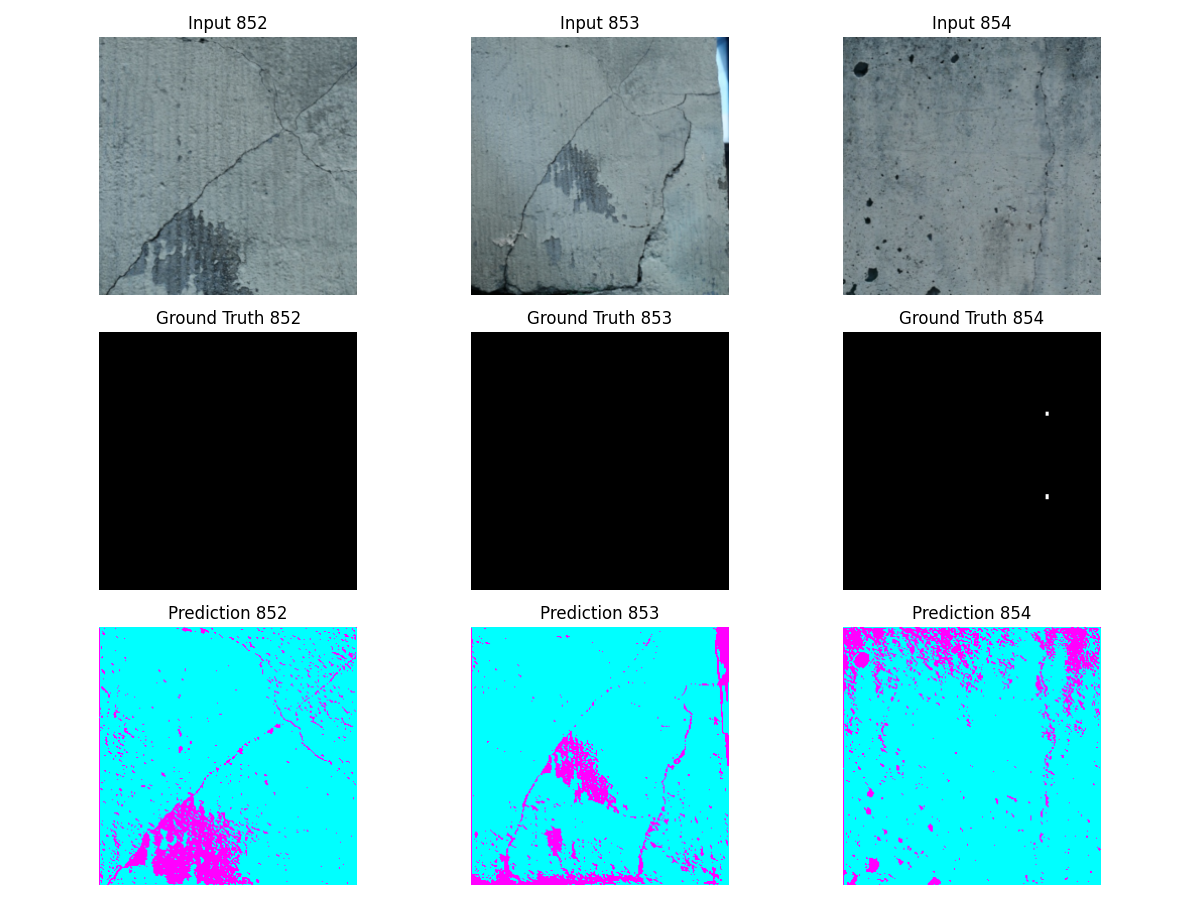 Input 852
Input 853
Input 854
Ground Truth 852
Ground Truth 853
Ground Truth 854
Prediction 852
Prediction 853
Prediction 854